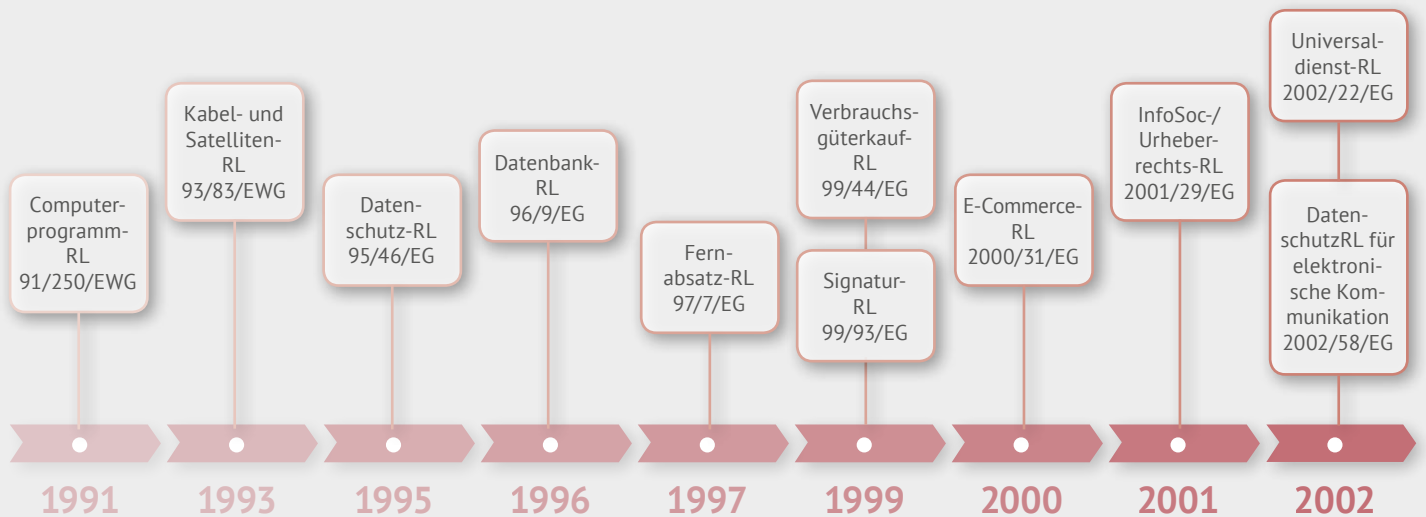 Computer-
programm-
RL
91/250/EWG
Kabel- und
Satelliten-
RL
93/83/EWG
Daten-
schutz-RL
95/46/EG
Datenbank-
RL
96/9/EG
Fern-
absatz-RL
97/7/EG
Verbrauchs-
güterkauf-
RL
99/44/EG
Signatur-
RL
99/93/EG
E-Commerce-
RL
2000/31/EG
InfoSoc-/
Urheber-
rechts-RL
2001/29/EG
Universal-
dienst-RL
2002/22/EG
Daten-
schutzRL für
elektroni-
sche Kom-
munikation
2002/58/EG
1991
1993
1995
1996
1997
1999
2000
2001
2002